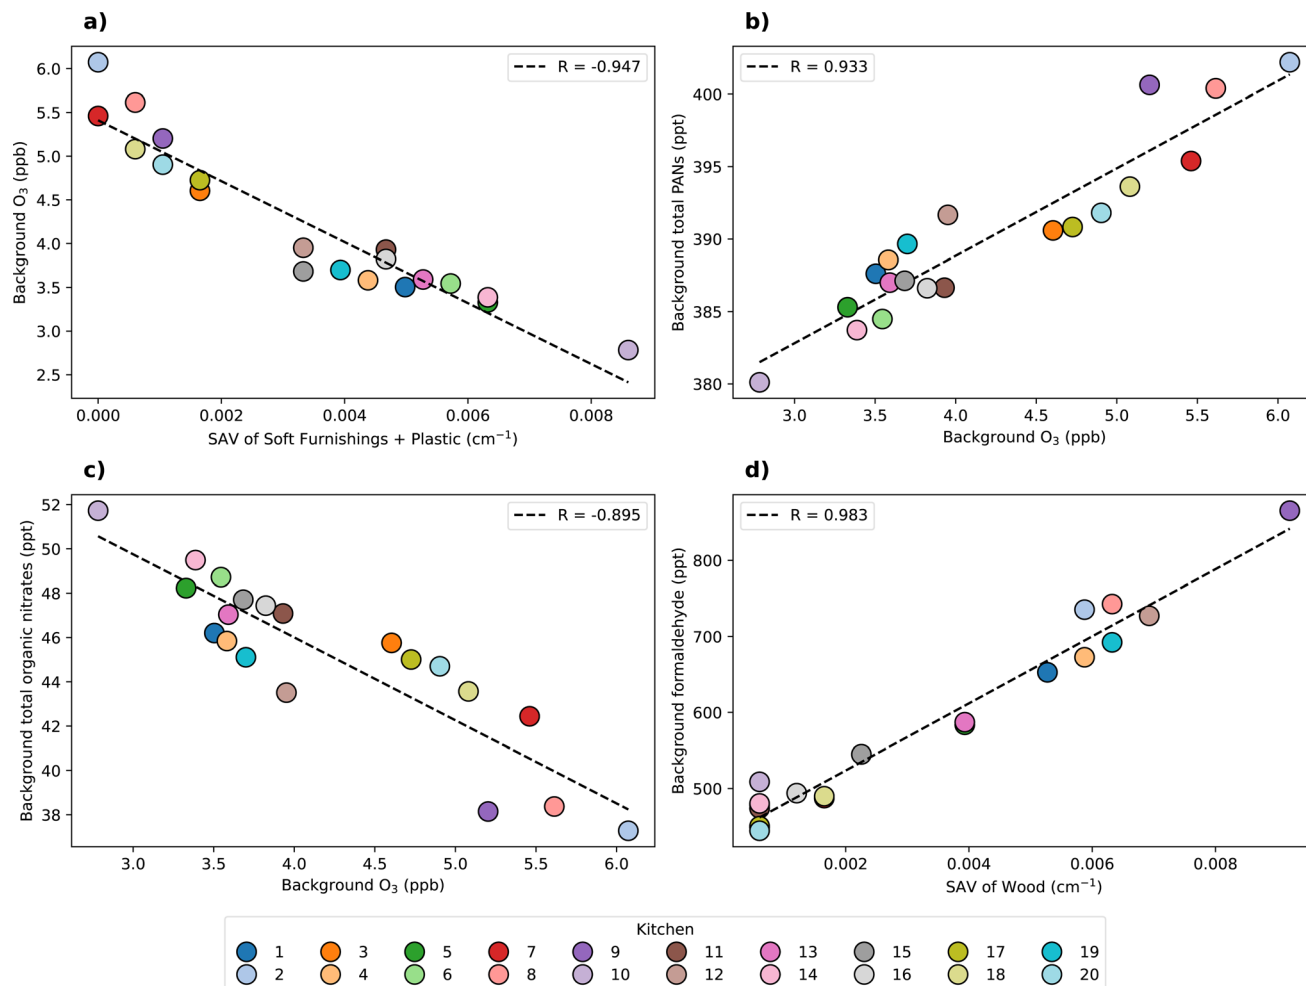 a)
R = -0.947
6.0
5.5
5.0
4.5
4.0
3.5
3.0
2.5
Background O₃ (ppb)
0.000 0.002 0.004 0.006 0.008
SAV of Soft Furnishings + Plastic (cm⁻¹)
b)
R = 0.933
400
395
390
385
380
Background total PANs (ppt)
3.0 3.5 4.0 4.5 5.0 5.5 6.0
Background O₃ (ppb)
c)
R = -0.895
52
50
48
46
44
42
40
38
Background total organic nitrates (ppt)
3.0 3.5 4.0 4.5 5.0 5.5 6.0
Background O₃ (ppb)
d)
R = 0.983
800
700
600
500
Background formaldehyde (ppt)
0.002 0.004 0.006 0.008
SAV of Wood (cm⁻¹)
Kitchen
1 3 5 7 9 11 13 15 17 19
2 4 6 8 10 12 14 16 18 20